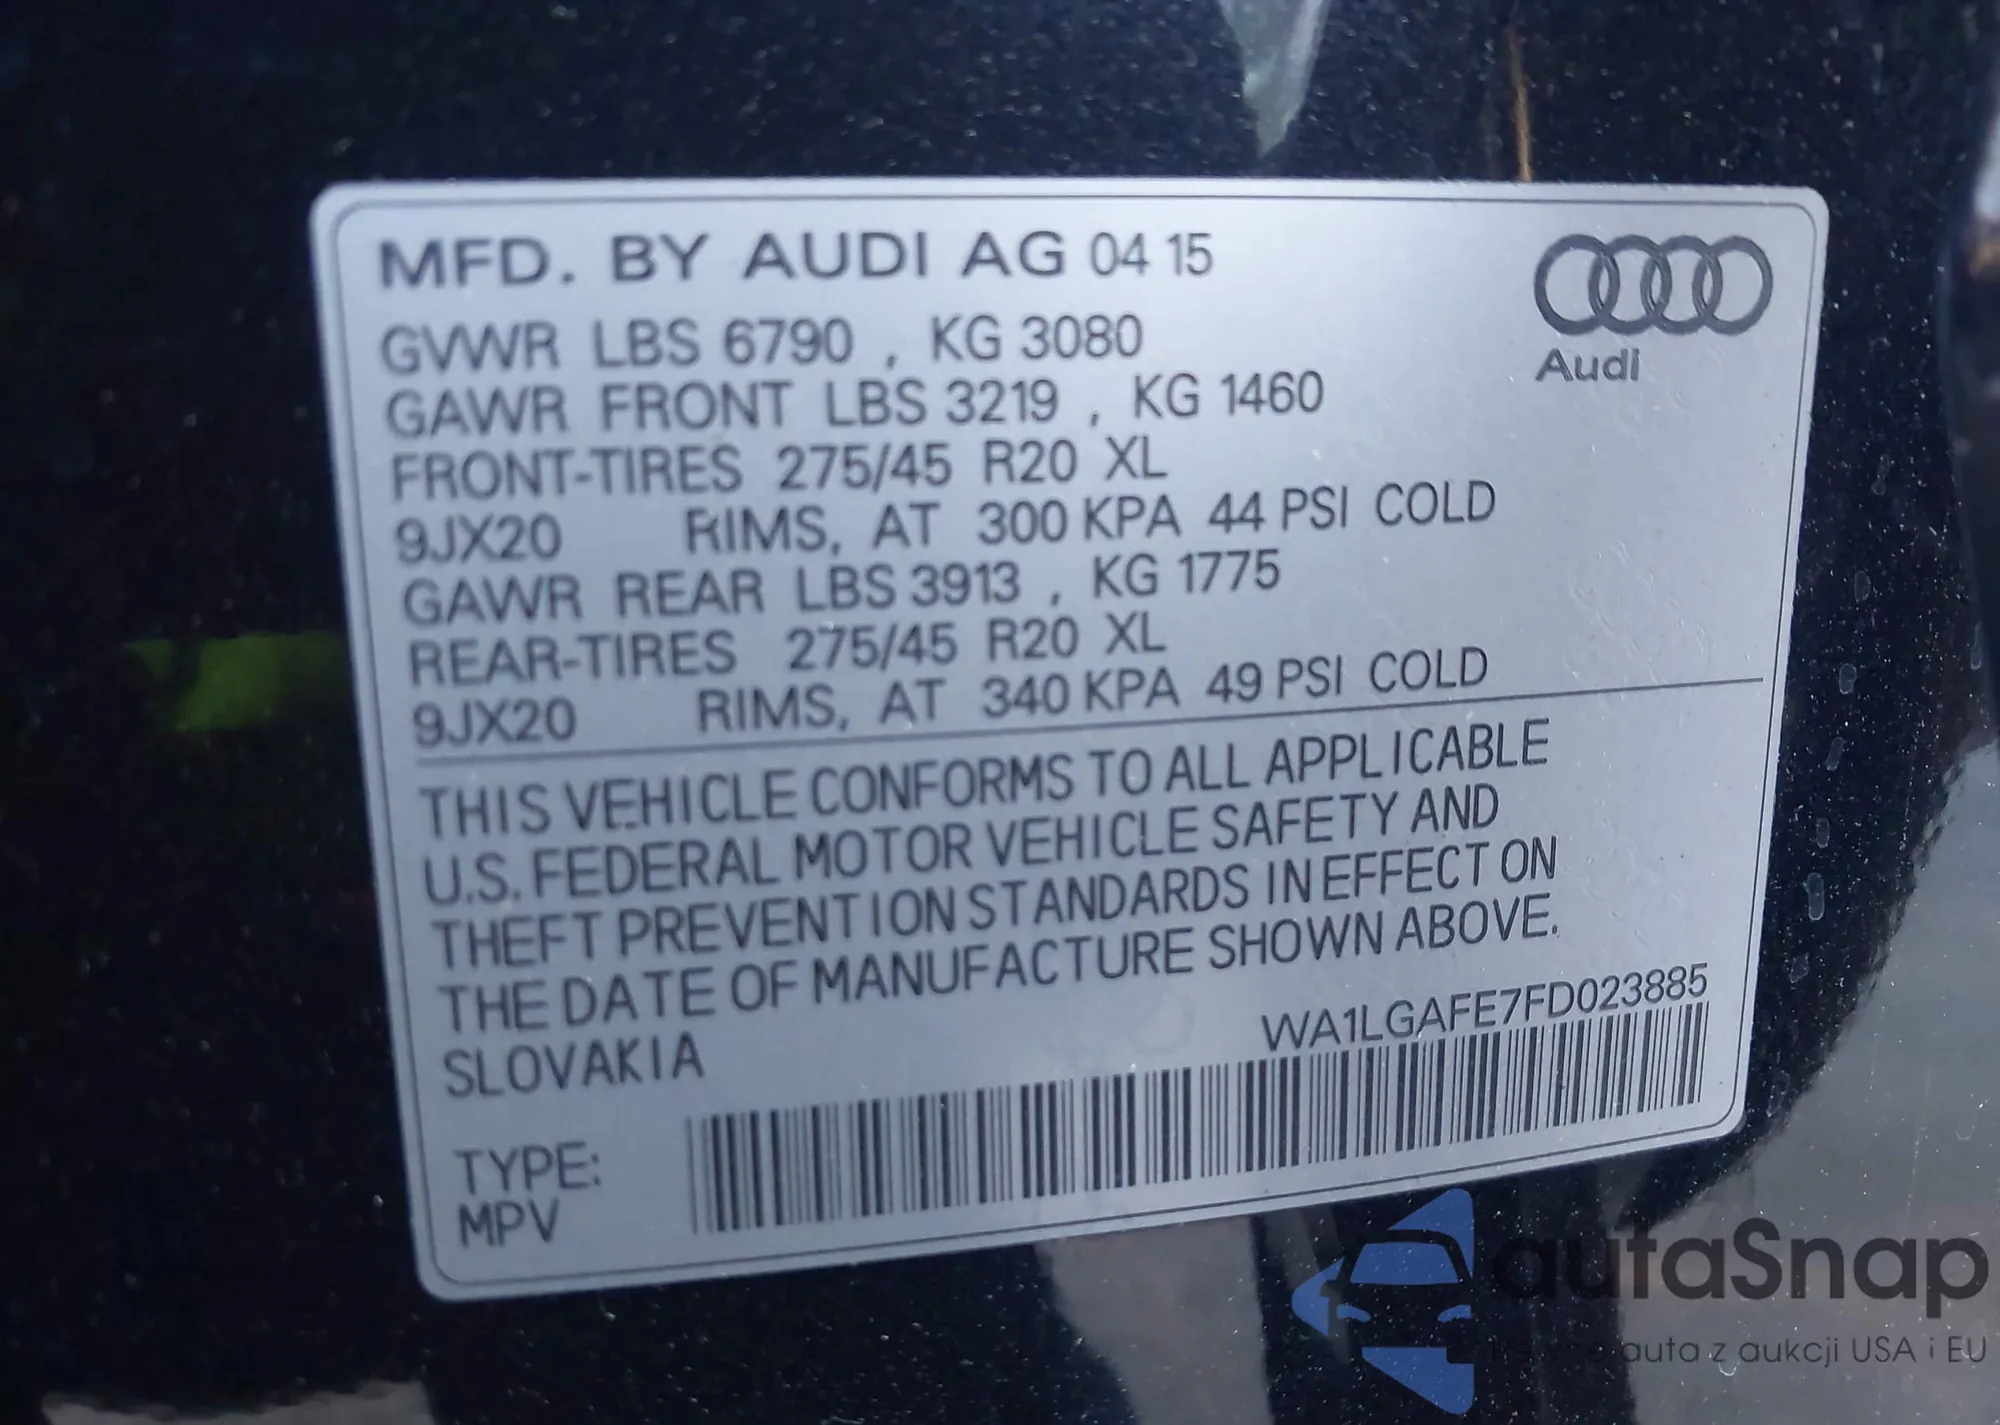 MFD. BY AUDI AG 04 15
GVWR LBS 6790 , KG 3080
GAWR FRONT LBS 3219 , KG 1460
FRONT-TIRES 275/45 R20 XL
9JX20 RIMS, AT 300 KPA 44 PSI COLD
GAWR REAR LBS 3913 , KG 1775
REAR-TIRES 275/45 R20 XL
9JX20 RIMS, AT 340 KPA 49 PSI COLD
Audi
THIS VEHICLE CONFORMS TO ALL APPLICABLE
U.S. FEDERAL MOTOR VEHICLE SAFETY AND
THEFT PREVENTION STANDARDS IN EFFECT ON
THE DATE OF MANUFACTURE SHOWN ABOVE.
SLOVAKIA
WA1LGAFE7FD023885
TYPE:
MPV
autaSnap
auta z aukcji USA i EU